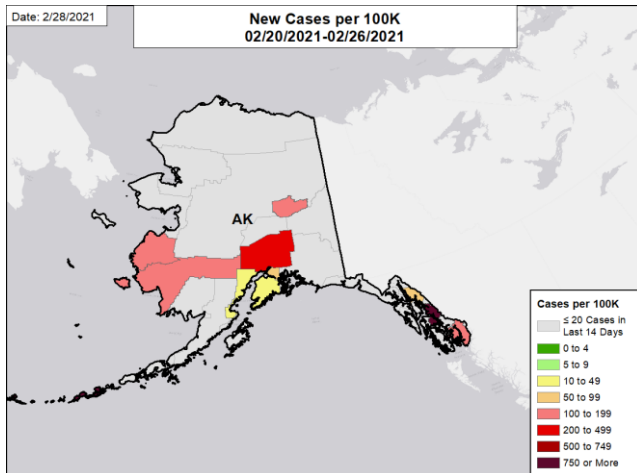 Date: 2/28/2021
New Cases per 100K
02/20/2021-02/26/2021
AK
Cases per 100K
≤ 20 Cases in
Last 14 Days
0 to 4
5 to 9
10 to 49
50 to 99
100 to 199
200 to 499
500 to 749
750 or More